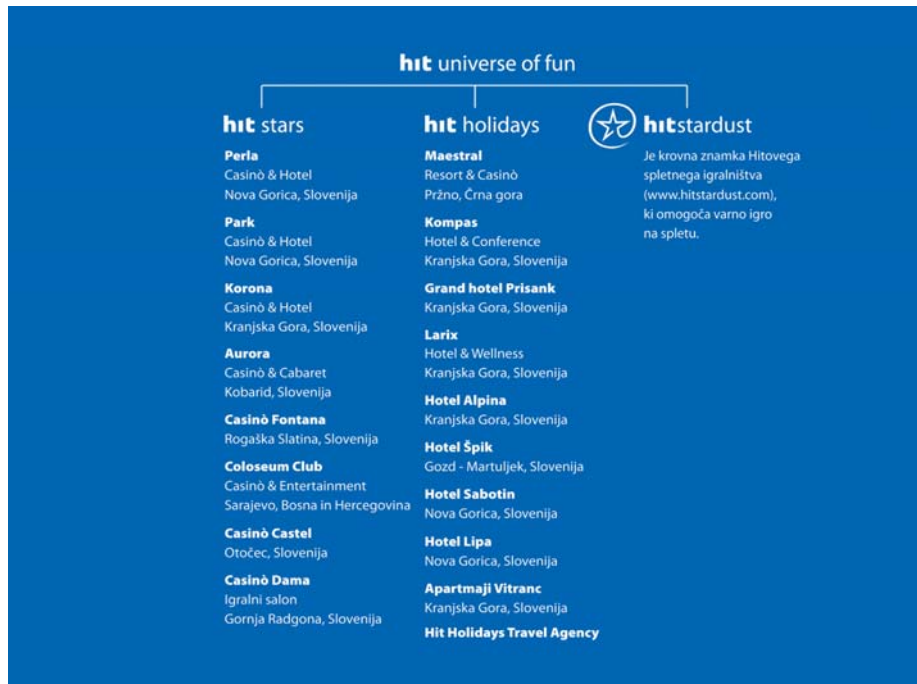 hit universe of fun
hit stars
Perla
Casinò & Hotel
Nova Gorica, Slovenija
Park
Casinò & Hotel
Nova Gorica, Slovenija
Korona
Casinò & Hotel
Kranjska Gora, Slovenija
Aurora
Casinò & Cabaret
Kobarid, Slovenija
Casinò Fontana
Rogaška Slatina, Slovenija
Coloseum Club
Casinò & Entertainment
Sarajevo, Bosna in Hercegovina
Casinò Castel
Otočec, Slovenija
Casinò Dama
Igralni salon
Gornja Radgona, Slovenija
hit holidays
Maestral
Resort & Casinò
Pržno, Črna gora
Kompas
Hotel & Conference
Kranjska Gora, Slovenija
Grand hotel Prisank
Kranjska Gora, Slovenija
Larix
Hotel & Wellness
Kranjska Gora, Slovenija
Hotel Alpina
Kranjska Gora, Slovenija
Hotel Špik
Gozd - Martuljek, Slovenija
Hotel Sabotin
Nova Gorica, Slovenija
Hotel Lipa
Nova Gorica, Slovenija
Apartmaji Vitranc
Kranjska Gora, Slovenija
Hit Holidays Travel Agency
hitstardust
Je krovna znamka Hitovega
spletnega igralništva
(www.hitstardust.com),
ki omogoča varno igro
na spletu.